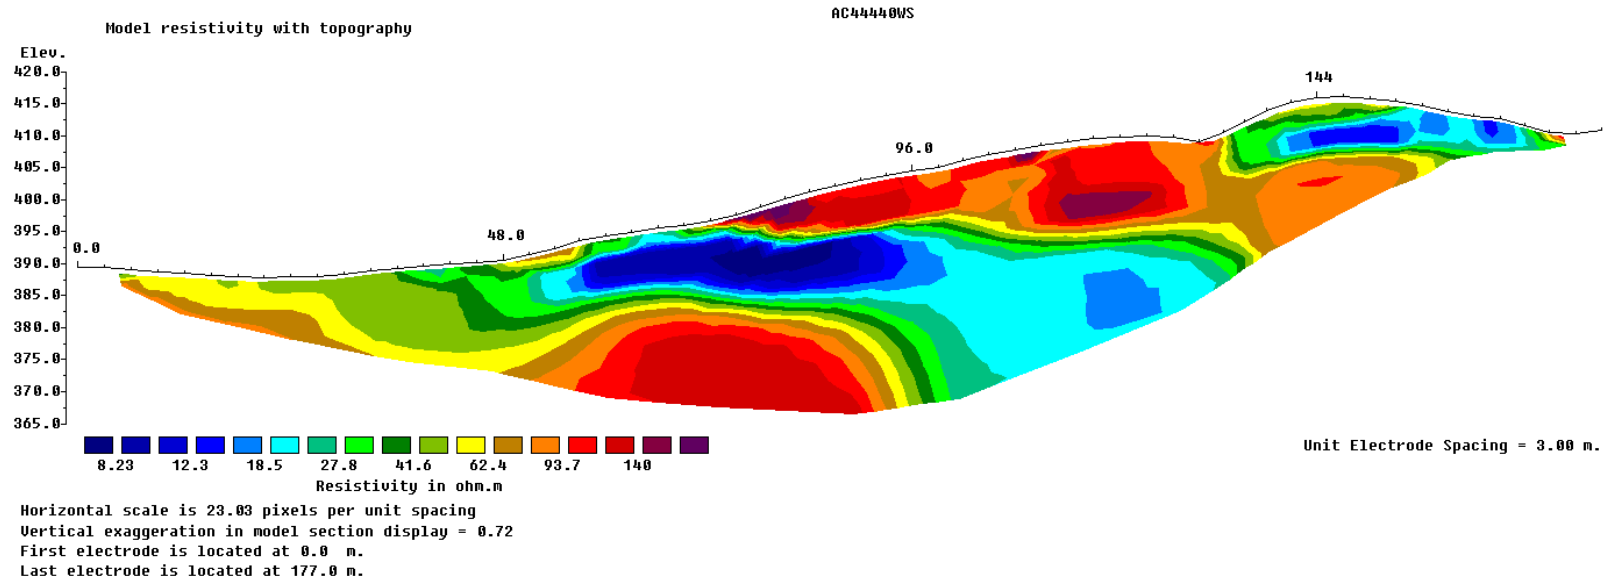 AC44440WS
Model resistivity with topography
Elev.
420.0
144
415.0
410.0
96.0
405.0
400.0
395.0
48.0
0.0
390.0
385.0
380.0
375.0
370.0
365.0
8.23 12.3 18.5 27.8 41.6 62.4 93.7 140
Unit Electrode Spacing = 3.00 m.
Resistivity in ohm.m
Horizontal scale is 23.03 pixels per unit spacing
Vertical exaggeration in model section display = 0.72
First electrode is located at 0.0 m.
Last electrode is located at 177.0 m.